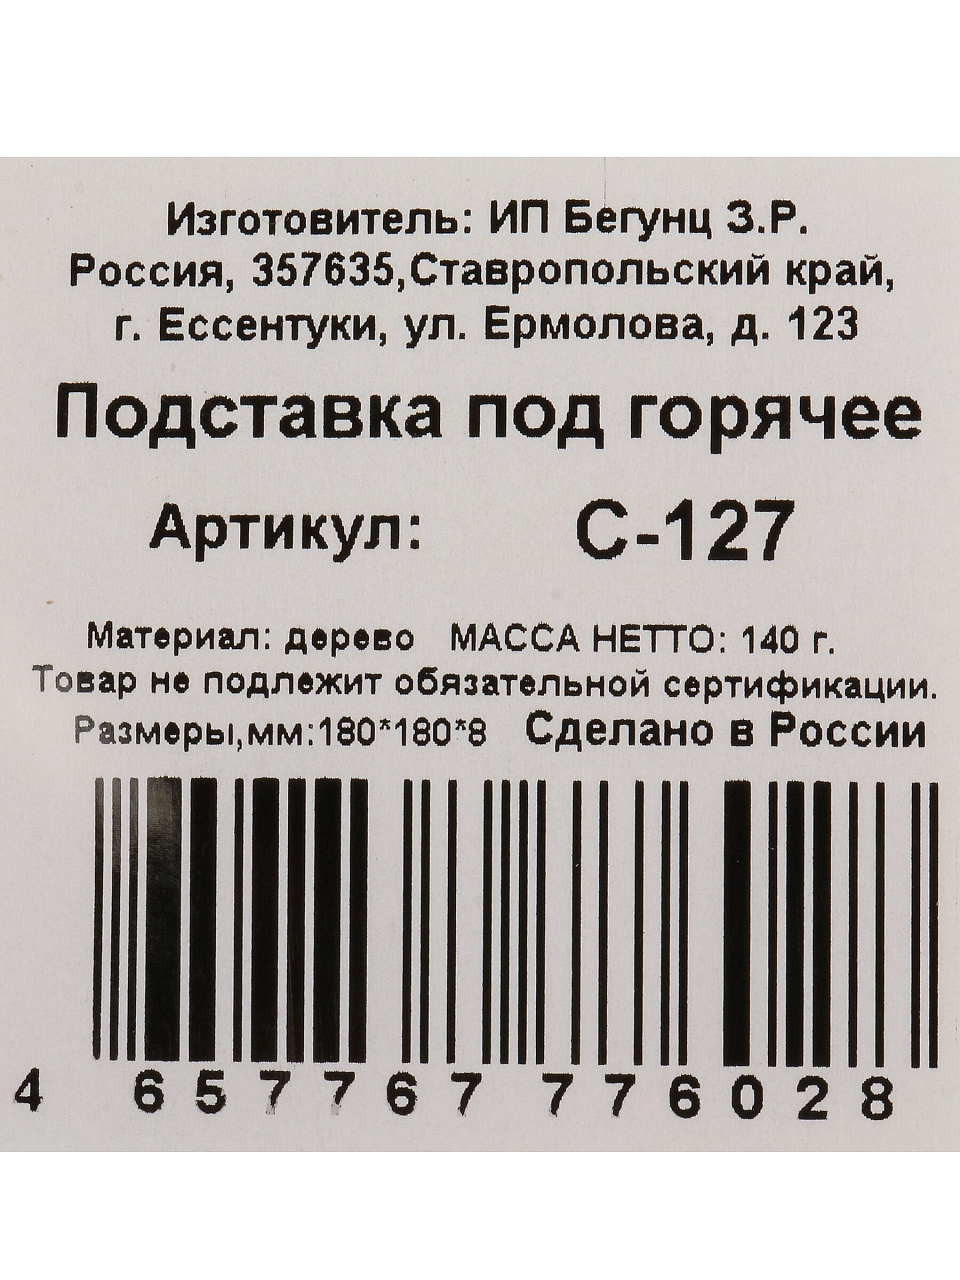 Изготовитель: ИП Бегунц З.Р.
Россия, 357635,Ставропольский край,
г. Ессентуки, ул. Ермолова, д. 123
Подставка под горячее
Артикул: С-127
Материал: дерево МАССА НЕТТО: 140 г.
Товар не подлежит обязательной сертификации.
Размеры,мм:180*180*8 Сделано в России
4 657767 776028